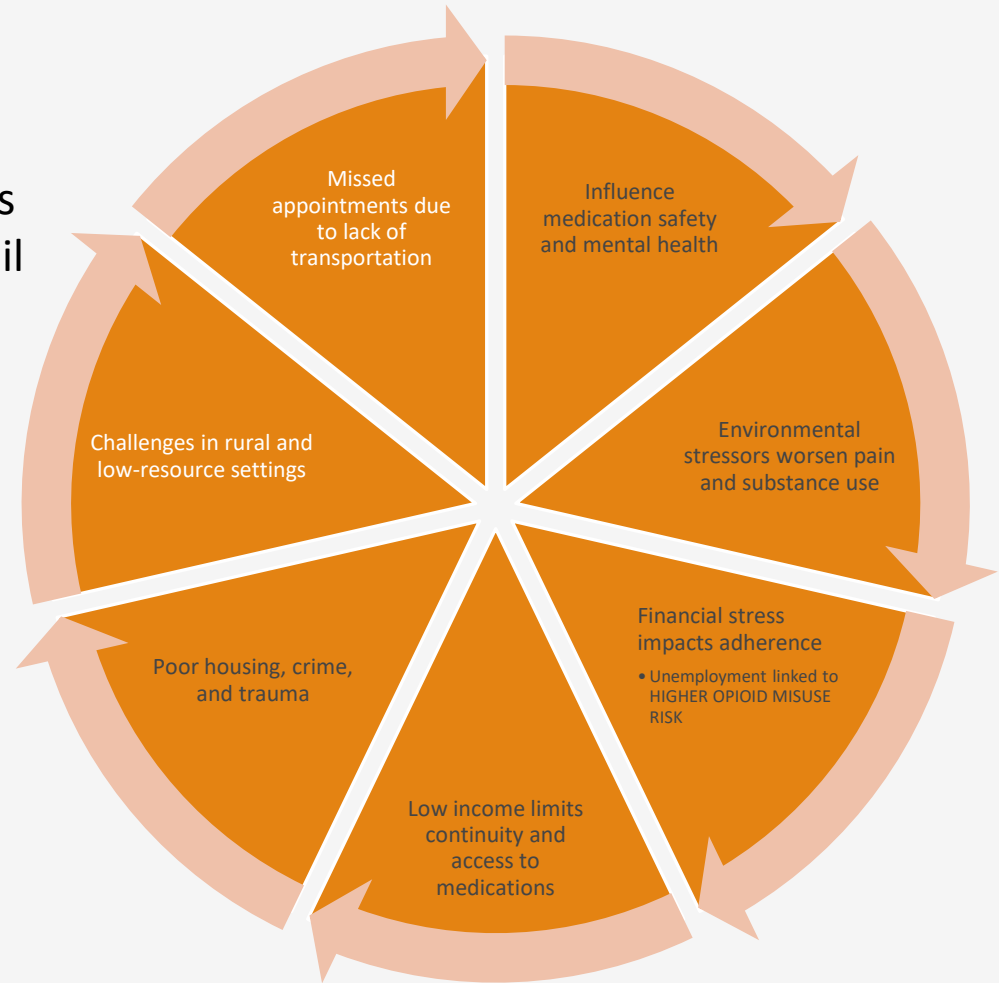 Missed
appointments due
to lack of
transportation
Influence
medication safety
and mental health
Environmental
stressors worsen pain
and substance use
Financial stress
impacts adherence
• Unemployment linked to
HIGHER OPIOID MISUSE
RISK
Low income limits
continuity and
access to
medications
Poor housing, crime,
and trauma
Challenges in rural and
low-resource settings